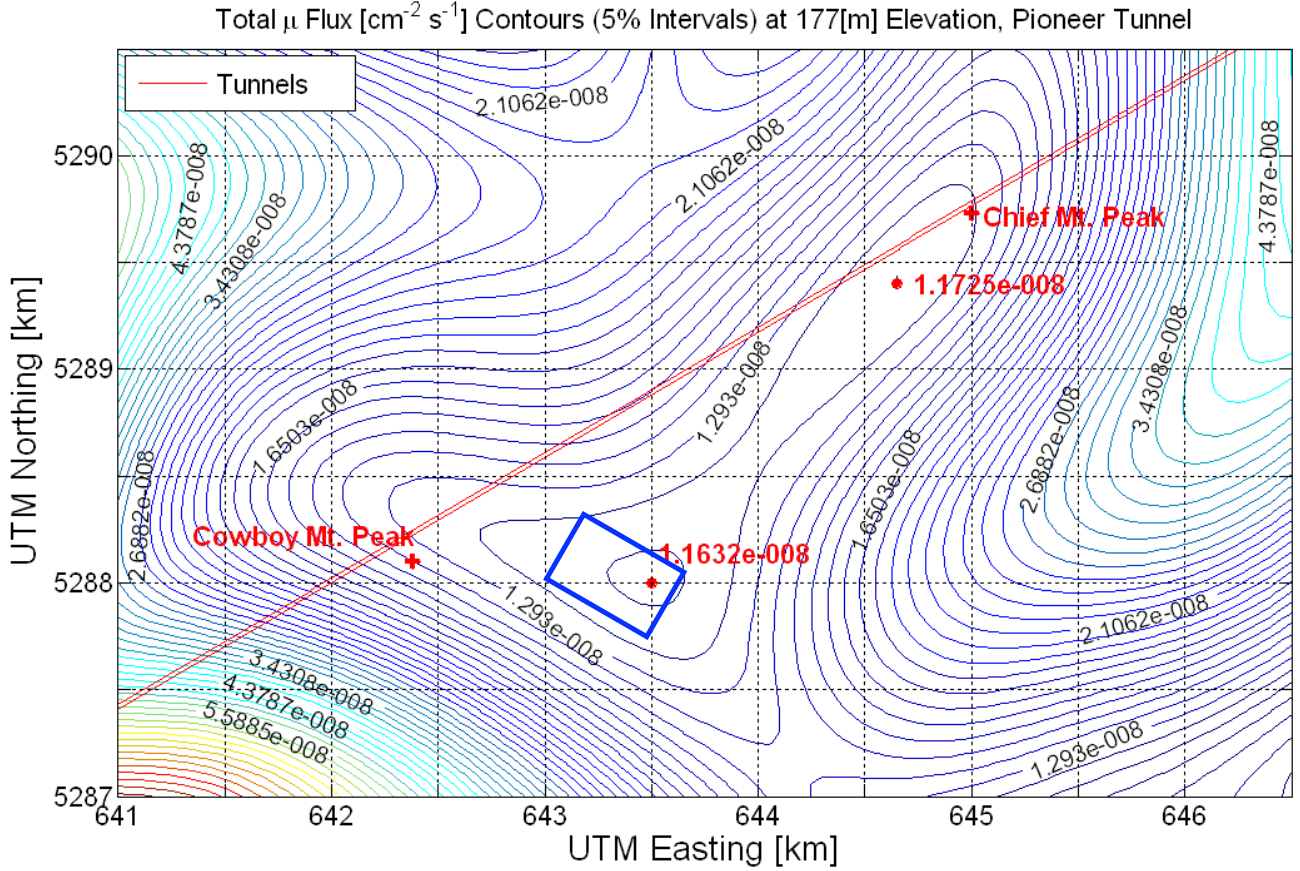 Total μ Flux [cm⁻² s⁻¹] Contours (5% Intervals) at 177[m] Elevation, Pioneer Tunnel
Tunnels
2.1062e-008
2.1062e-008
4.3787e-008
3.4308e-008
4.3787e-008
Chief Mt. Peak
1.1725e-008
1.293e-008
1.6503e-008
3.4308e-008
2.6882e-008
2.6882e-008
1.6503e-008
Cowboy Mt. Peak
1.1632e-008
1.293e-008
2.1062e-008
3.4308e-008
4.3787e-008
5.5885e-008
1.293e-008
5290
5289
5288
5287
UTM Northing [km]
641 642 643 644 645 646
UTM Easting [km]